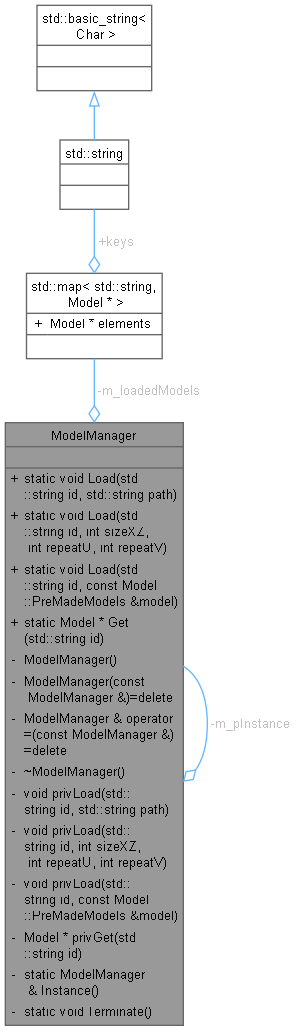 std::basic_string<
Char >
std::string
+keys
std::map< std::string,
Model * >
+ Model * elements
-m_loadedModels
ModelManager
+ static void Load(std
::string id, std::string path)
+ static void Load(std
::string id, int sizeXZ,
int repeatU, int repeatV)
+ static void Load(std
::string id, const Model
::PreMadeModels &model)
+ static Model * Get
(std::string id)
- ModelManager()
- ModelManager(const
ModelManager &)=delete
- ModelManager & operator
=(const ModelManager &)
=delete
- ~ModelManager()
- void privLoad(std::
string id, std::string path)
- void privLoad(std::
string id, int sizeXZ,
int repeatU, int repeatV)
- void privLoad(std::
string id, const Model
::PreMadeModels &model)
- Model * privGet(std
::string id)
- static ModelManager
& Instance()
- static void Terminate()
-m_pInstance